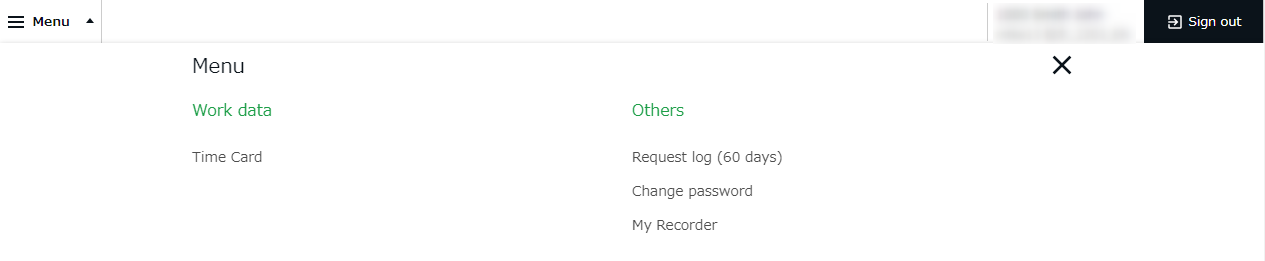 Menu
Sign out
Menu
Work data
Others
Time Card
Request log (60 days)
Change password
My Recorder